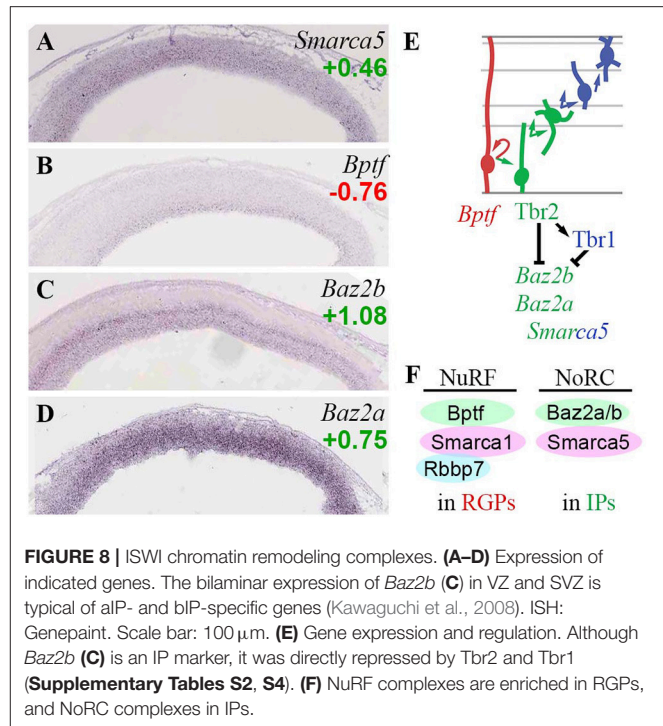 A
Smarca5
+0.46
B
Bptf
-0.76
C
Baz2b
+1.08
D
Baz2a
+0.75
E
Bptf
Tbr2
Tbr1
Baz2b
Baz2a
Smarca5
F
NuRF
NoRC
Bptf
Baz2a/b
Smarca1
Smarca5
Rbbp7
in RGPs
in IPs
FIGURE 8 | ISWI chromatin remodeling complexes. (A–D) Expression of
indicated genes. The bilaminar expression of Baz2b (C) in VZ and SVZ is
typical of aIP- and bIP-specific genes (Kawaguchi et al., 2008). ISH:
Genepaint. Scale bar: 100 μm. (E) Gene expression and regulation. Although
Baz2b (C) is an IP marker, it was directly repressed by Tbr2 and Tbr1
(Supplementary Tables S2, S4). (F) NuRF complexes are enriched in RGPs,
and NoRC complexes in IPs.